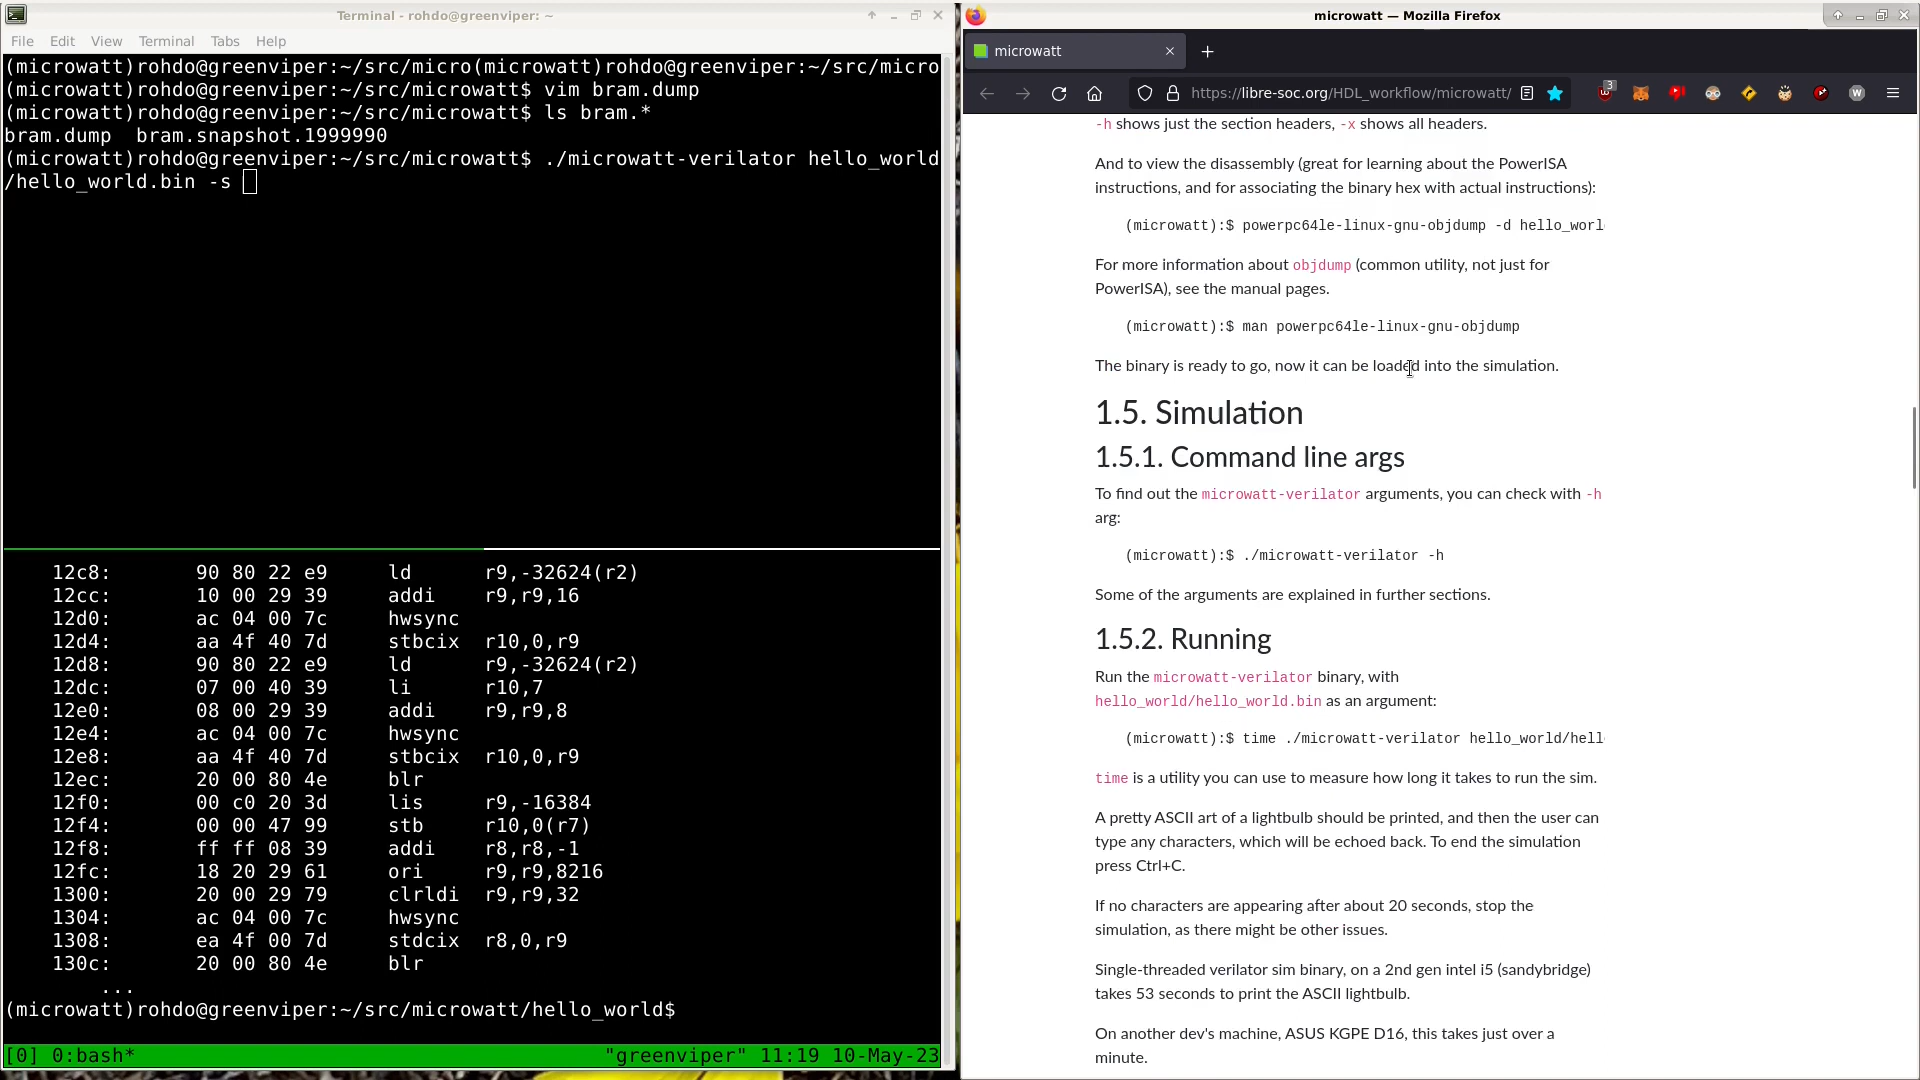 Terminal - rohdo@greenviper: ~
File Edit View Terminal Tabs Help
(microwatt)rohdo@greenviper:~/src/micro(microwatt)rohdo@greenviper:~/src/micro
(microwatt)rohdo@greenviper:~/src/microwatt$ vim bram.dump
(microwatt)rohdo@greenviper:~/src/microwatt$ ls bram.*
bram.dump  bram.snapshot.1999990
(microwatt)rohdo@greenviper:~/src/microwatt$ ./microwatt-verilator hello_world
/hello_world.bin -s
12c8: 90 80 22 e9 ld r9,-32624(r2)
12cc: 10 00 29 39 addi r9,r9,16
12d0: ac 04 00 7c hwsync
12d4: aa 4f 40 7d stbcix r10,0,r9
12d8: 90 80 22 e9 ld r9,-32624(r2)
12dc: 07 00 40 39 li r10,7
12e0: 08 00 29 39 addi r9,r9,8
12e4: ac 04 00 7c hwsync
12e8: aa 4f 40 7d stbcix r10,0,r9
12ec: 20 00 80 4e blr
12f0: 00 c0 20 3d lis r9,-16384
12f4: 00 00 47 99 stb r10,0(r7)
12f8: ff ff 08 39 addi r8,r8,-1
12fc: 18 20 29 61 ori r9,r9,8216
1300: 20 00 29 79 clrldi r9,r9,32
1304: ac 04 00 7c hwsync
1308: ea 4f 00 7d stdcix r8,0,r9
130c: 20 00 80 4e blr
...
(microwatt)rohdo@greenviper:~/src/microwatt/hello_world$
[0] 0:bash* "greenviper" 11:19 10-May-23
microwatt — Mozilla Firefox
microwatt
https://libre-soc.org/HDL_workflow/microwatt/
3
W
-h shows just the section headers, -x shows all headers.
And to view the disassembly (great for learning about the PowerISA
instructions, and for associating the binary hex with actual instructions):
(microwatt):$ powerpc64le-linux-gnu-objdump -d hello_worl
For more information about objdump (common utility, not just for
PowerISA), see the manual pages.
(microwatt):$ man powerpc64le-linux-gnu-objdump
The binary is ready to go, now it can be loaded into the simulation.
1.5. Simulation
1.5.1. Command line args
To find out the microwatt-verilator arguments, you can check with -h
arg:
(microwatt):$ ./microwatt-verilator -h
Some of the arguments are explained in further sections.
1.5.2. Running
Run the microwatt-verilator binary, with
hello_world/hello_world.bin as an argument:
(microwatt):$ time ./microwatt-verilator hello_world/hell
time is a utility you can use to measure how long it takes to run the sim.
A pretty ASCII art of a lightbulb should be printed, and then the user can
type any characters, which will be echoed back. To end the simulation
press Ctrl+C.
If no characters are appearing after about 20 seconds, stop the
simulation, as there might be other issues.
Single-threaded verilator sim binary, on a 2nd gen intel i5 (sandybridge)
takes 53 seconds to print the ASCII lightbulb.
On another dev's machine, ASUS KGPE D16, this takes just over a
minute.